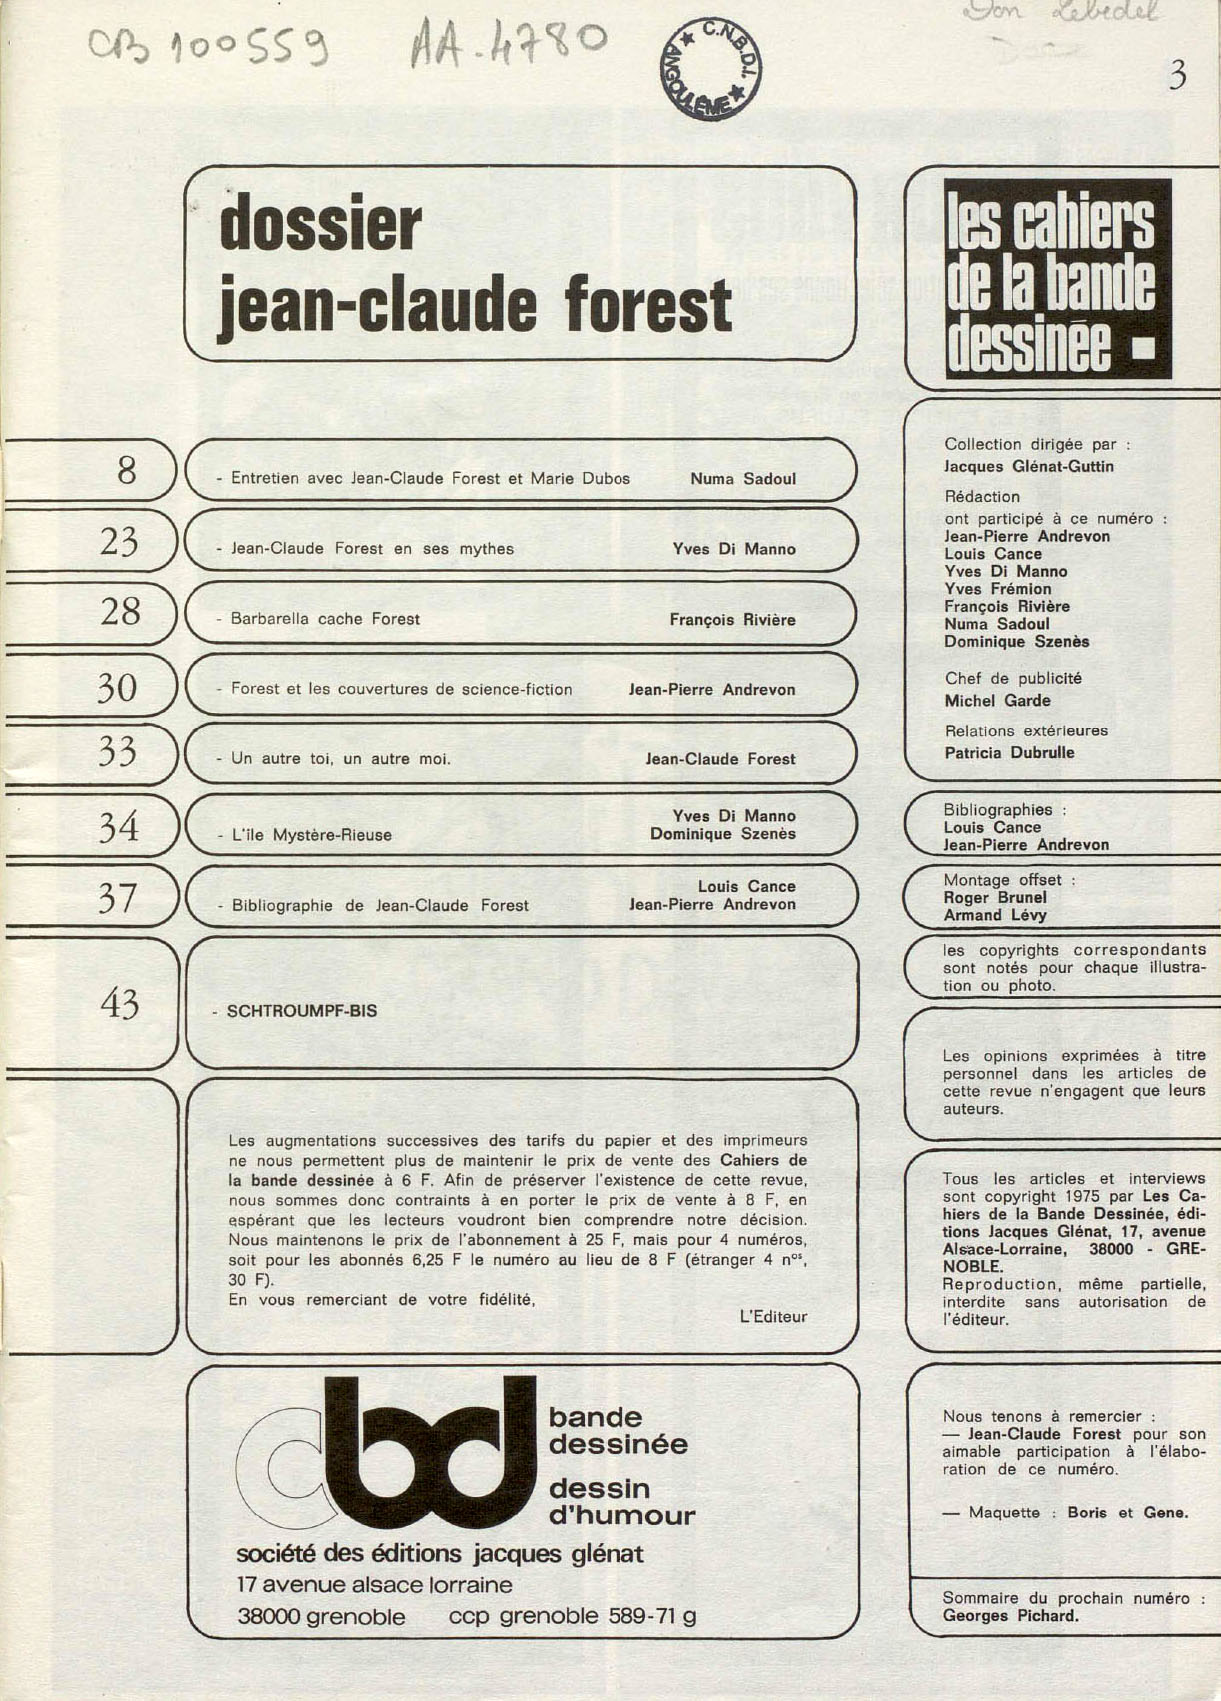 CB 100559 AA.4780
C.N.B.D.I. ★ ANGOULÊME ★
Don Lebedel
3
dossier
jean-claude forest
8 - Entretien avec Jean-Claude Forest et Marie Dubos Numa Sadoul
23 - Jean-Claude Forest en ses mythes Yves Di Manno
28 - Barbarella cache Forest François Rivière
30 - Forest et les couvertures de science-fiction Jean-Pierre Andrevon
33 - Un autre toi, un autre moi. Jean-Claude Forest
Yves Di Manno
34 - L'île Mystère-Rieuse Dominique Szenès
Louis Cance
37 - Bibliographie de Jean-Claude Forest Jean-Pierre Andrevon
43 - SCHTROUMPF-BIS
Les augmentations successives des tarifs du papier et des imprimeurs
ne nous permettent plus de maintenir le prix de vente des Cahiers de
la bande dessinée à 6 F. Afin de préserver l'existence de cette revue,
nous sommes donc contraints à en porter le prix de vente à 8 F, en
espérant que les lecteurs voudront bien comprendre notre décision.
Nous maintenons le prix de l'abonnement à 25 F, mais pour 4 numéros,
soit pour les abonnés 6,25 F le numéro au lieu de 8 F (étranger 4 nos,
30 F).
En vous remerciant de votre fidélité,
L'Editeur
cbd
bande
dessinée
dessin
d'humour
société des éditions jacques glénat
17 avenue alsace lorraine
38000 grenoble ccp grenoble 589-71 g
les cahiers
de la bande
dessinée
Collection dirigée par :
Jacques Glénat-Guttin
Rédaction
ont participé à ce numéro :
Jean-Pierre Andrevon
Louis Cance
Yves Di Manno
Yves Frémion
François Rivière
Numa Sadoul
Dominique Szenès
Chef de publicité
Michel Garde
Relations extérieures
Patricia Dubrulle
Bibliographies :
Louis Cance
Jean-Pierre Andrevon
Montage offset :
Roger Brunel
Armand Lévy
les copyrights correspondants
sont notés pour chaque illustra-
tion ou photo.
Les opinions exprimées à titre
personnel dans les articles de
cette revue n'engagent que leurs
auteurs.
Tous les articles et interviews
sont copyright 1975 par Les Ca-
hiers de la Bande Dessinée, édi-
tions Jacques Glénat, 17, avenue
Alsace-Lorraine, 38000 - GRE-
NOBLE.
Reproduction, même partielle,
interdite sans autorisation de
l'éditeur.
Nous tenons à remercier :
— Jean-Claude Forest pour son
aimable participation à l'élabo-
ration de ce numéro.
— Maquette : Boris et Gene.
Sommaire du prochain numéro :
Georges Pichard.